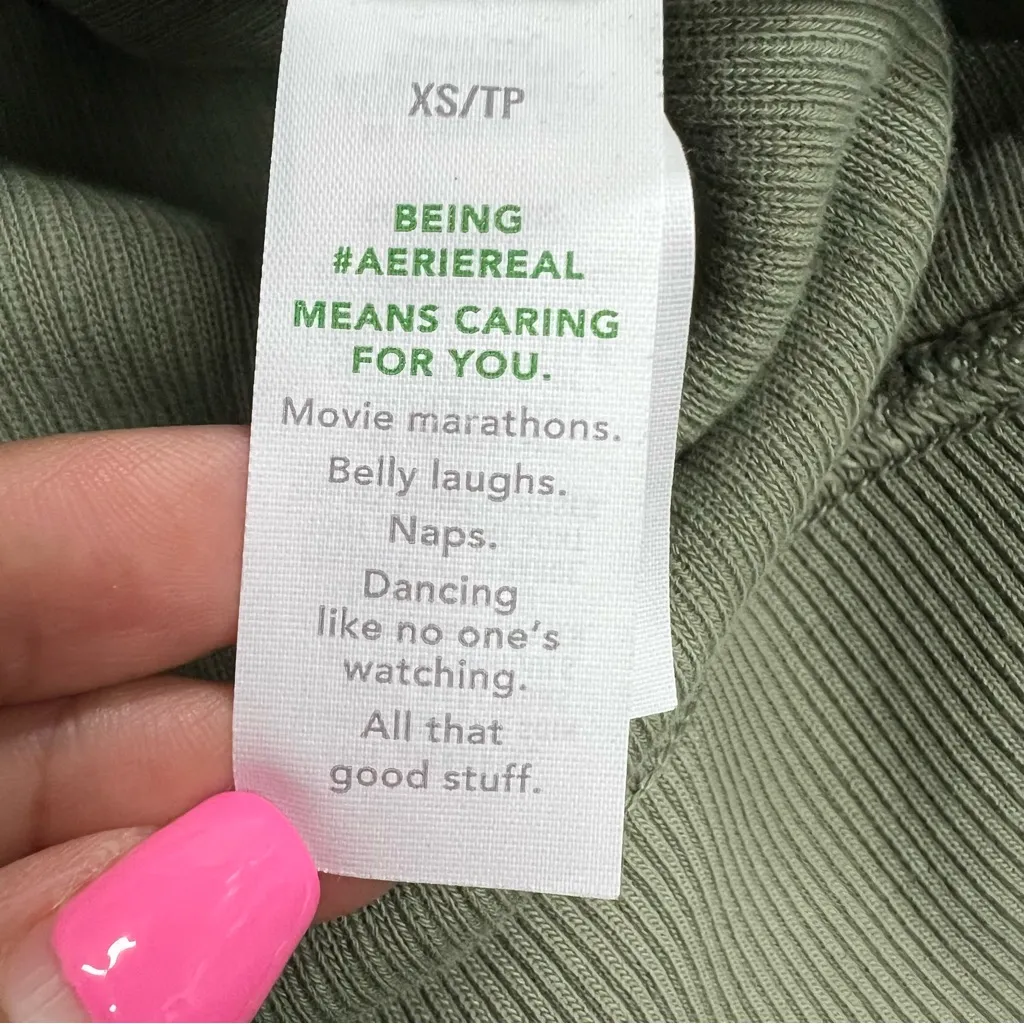 XS/TP
BEING
#AERIEREAL
MEANS CARING
FOR YOU.
Movie marathons.
Belly laughs.
Naps.
Dancing
like no one's
watching.
All that
good stuff.